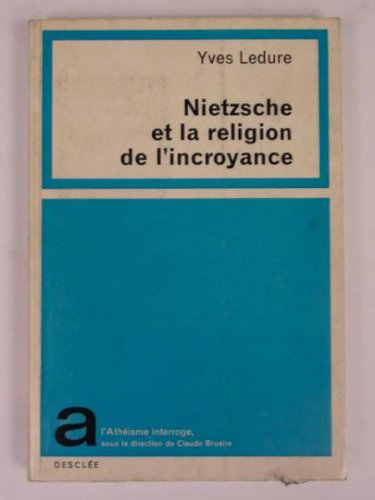 Yves Ledure
Nietzsche
et la religion
de l'incroyance
a
l'Athéisme interroge,
sous la direction de Claude Bruaire
DESCLÉE